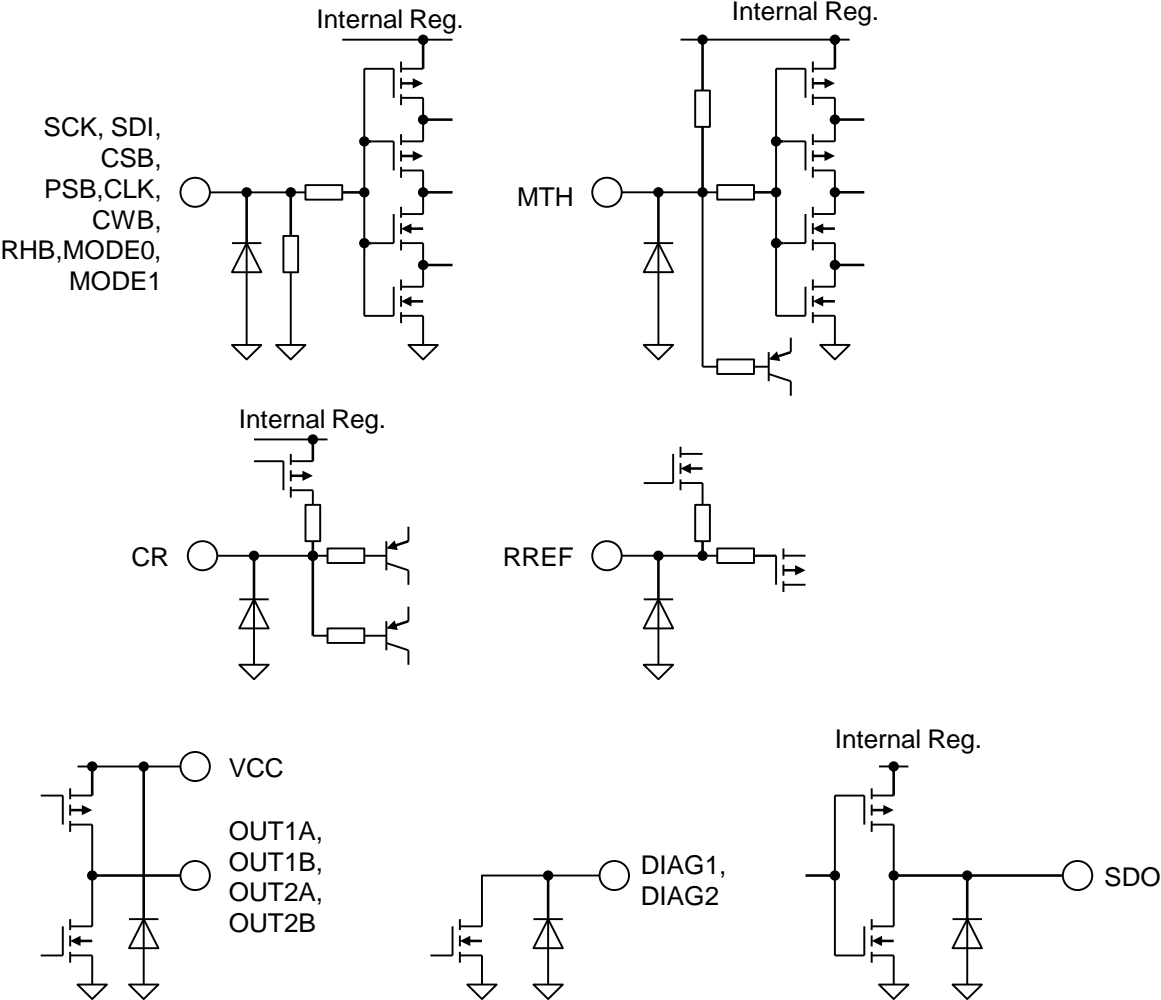 Internal Reg.
Internal Reg.
SCK, SDI,
CSB,
PSB,CLK,
CWB,
RHB,MODE0,
MODE1
MTH
Internal Reg.
CR
RREF
Internal Reg.
VCC
OUT1A,
OUT1B,
OUT2A,
OUT2B
DIAG1,
DIAG2
SDO